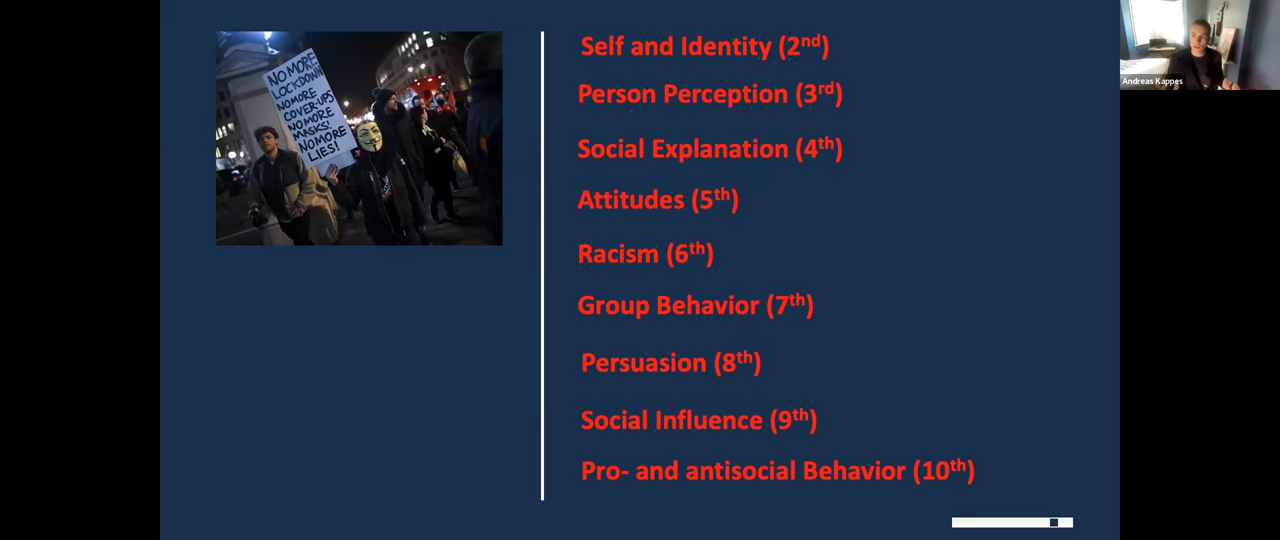 NO MORE
LOCKDOWN
NO MORE
COVER-UPS
NO MORE
MASKS!
NO MORE
LIES!
Self and Identity (2nd)
Person Perception (3rd)
Social Explanation (4th)
Attitudes (5th)
Racism (6th)
Group Behavior (7th)
Persuasion (8th)
Social Influence (9th)
Pro- and antisocial Behavior (10th)
Andreas Kappes